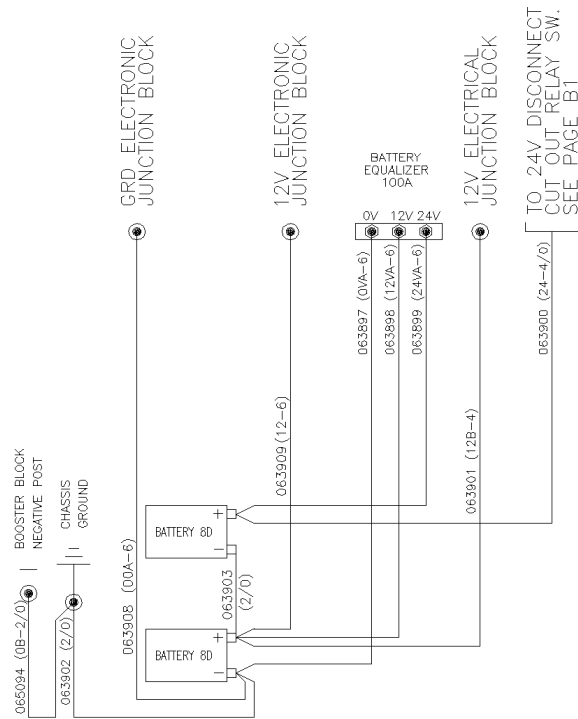 GRD ELECTRONIC
JUNCTION BLOCK
12V ELECTRONIC
JUNCTION BLOCK
BATTERY
EQUALIZER
100A
0V 12V 24V
12V ELECTRICAL
JUNCTION BLOCK
TO 24V DISCONNECT
CUT OUT RELAY SW.
SEE PAGE B1
063897 (0VA-6)
063898 (12VA-6)
063899 (24VA-6)
063900 (24-4/0)
063909 (12-6)
063901 (12B-4)
BOOSTER BLOCK
NEGATIVE POST
CHASSIS
GROUND
065094 (0B-2/0)
063902 (2/0)
063908 (00A-6)
+
BATTERY 8D
−
063903
(2/0)
+
BATTERY 8D
−